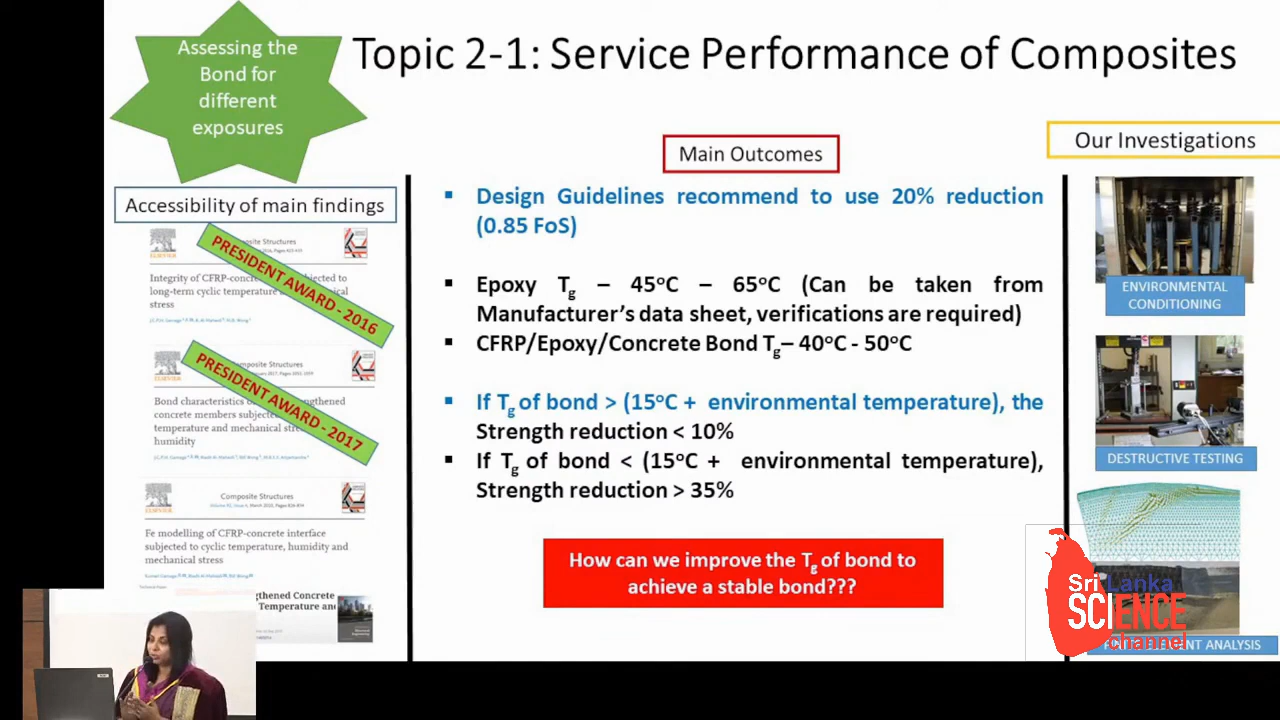 Assessing the
Bond for
different
exposures
Topic 2-1: Service Performance of Composites
Accessibility of main findings
Composite Structures
PRESIDENT AWARD - 2016
Integrity of CFRP-concre
long-term cyclic temperature
stress
ELSEVIER
Composite Structures
PRESIDENT AWARD - 2017
ELSEVIER
Bond characteristics
concrete members
temperature and mechanical
humidity
Composite Structures
ELSEVIER
Fe modelling of CFRP-concrete interface
subjected to cyclic temperature, humidity and
mechanical stress
ngthened Concrete
Temperature and
Main Outcomes
▪ Design Guidelines recommend to use 20% reduction
(0.85 FoS)
▪ Epoxy Tg – 45°C – 65°C (Can be taken from
Manufacturer's data sheet, verifications are required)
▪ CFRP/Epoxy/Concrete Bond Tg– 40°C - 50°C
▪ If Tg of bond > (15°C + environmental temperature), the
Strength reduction < 10%
▪ If Tg of bond < (15°C + environmental temperature),
Strength reduction > 35%
How can we improve the Tg of bond to
achieve a stable bond???
Our Investigations
ENVIRONMENTAL
CONDITIONING
DESTRUCTIVE TESTING
ELEMENT ANALYSIS
Sri Lanka
SCIENCE
channel